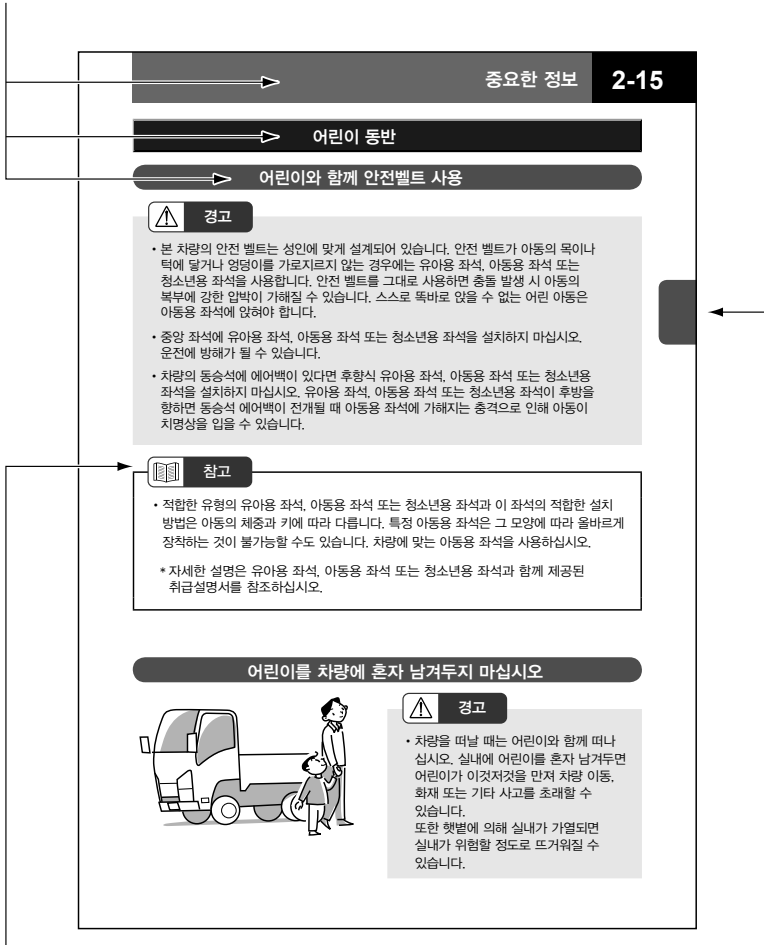 중요한 정보 2-15
어린이 동반
어린이와 함께 안전벨트 사용
경고
• 본 차량의 안전 벨트는 성인에 맞게 설계되어 있습니다. 안전 벨트가 아동의 목이나
턱에 닿거나 엉덩이를 가로지르지 않는 경우에는 유아용 좌석, 아동용 좌석 또는
청소년용 좌석을 사용합니다. 안전 벨트를 그대로 사용하면 충돌 발생 시 아동의
복부에 강한 압박이 가해질 수 있습니다. 스스로 똑바로 앉을 수 없는 어린 아동은
아동용 좌석에 앉혀야 합니다.
• 중앙 좌석에 유아용 좌석, 아동용 좌석 또는 청소년용 좌석을 설치하지 마십시오.
운전에 방해가 될 수 있습니다.
• 차량의 동승석에 에어백이 있다면 후향식 유아용 좌석, 아동용 좌석 또는 청소년용
좌석을 설치하지 마십시오. 유아용 좌석, 아동용 좌석 또는 청소년용 좌석이 후방을
향하면 동승석 에어백이 전개될 때 아동용 좌석에 가해지는 충격으로 인해 아동이
치명상을 입을 수 있습니다.
참고
• 적합한 유형의 유아용 좌석, 아동용 좌석 또는 청소년용 좌석과 이 좌석의 적합한 설치
방법은 아동의 체중과 키에 따라 다릅니다. 특정 아동용 좌석은 그 모양에 따라 올바르게
장착하는 것이 불가능할 수도 있습니다. 차량에 맞는 아동용 좌석을 사용하십시오.
* 자세한 설명은 유아용 좌석, 아동용 좌석 또는 청소년용 좌석과 함께 제공된
취급설명서를 참조하십시오.
어린이를 차량에 혼자 남겨두지 마십시오
경고
• 차량을 떠날 때는 어린이와 함께 떠나
십시오. 실내에 어린이를 혼자 남겨두면
어린이가 이것저것을 만져 차량 이동,
화재 또는 기타 사고를 초래할 수
있습니다.
또한 햇볕에 의해 실내가 가열되면
실내가 위험할 정도로 뜨거워질 수
있습니다.